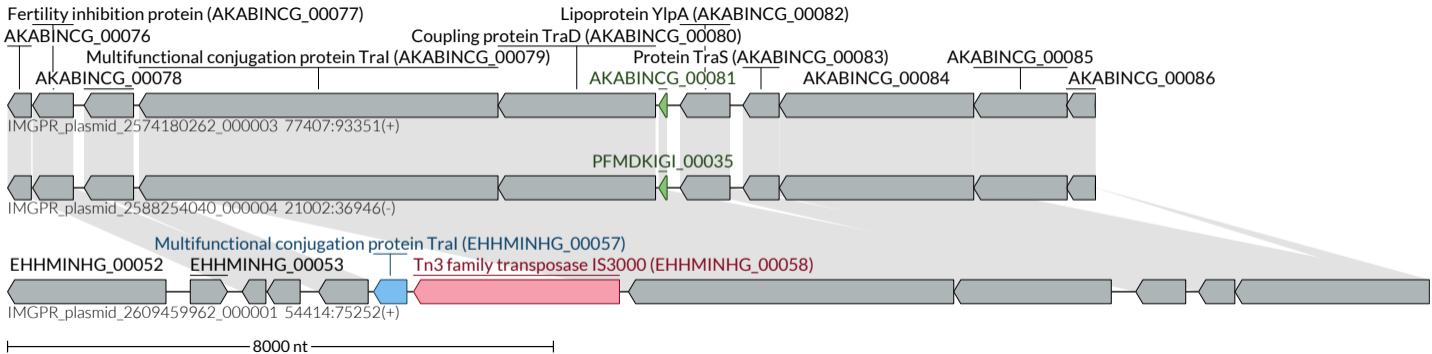 Fertility inhibition protein (AKABINCG_00077)
Lipoprotein YlpA (AKABINCG_00082)
AKABINCG_00076
Coupling protein TraD (AKABINCG_00080)
Multifunctional conjugation protein TraI (AKABINCG_00079)
Protein TraS (AKABINCG_00083)
AKABINCG_00085
AKABINCG_00078
AKABINCG_00081
AKABINCG_00084
AKABINCG_00086
IMGPR_plasmid_2574180262_000003 77407:93351(+)
PFMDKIGI_00035
IMGPR_plasmid_2588254040_000004 21002:36946(-)
Multifunctional conjugation protein TraI (EHHMINHG_00057)
EHHMINHG_00052
EHHMINHG_00053
Tn3 family transposase IS3000 (EHHMINHG_00058)
IMGPR_plasmid_2609459962_000001 54414:75252(+)
8000 nt